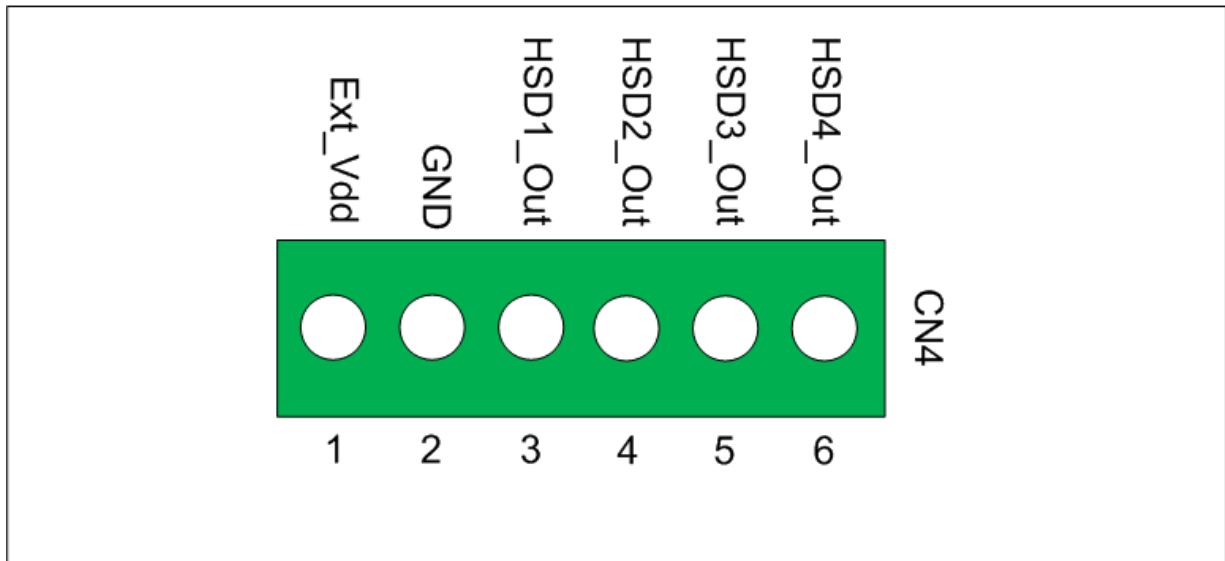 Ext_Vdd
GND
HSD1_Out
HSD2_Out
HSD3_Out
HSD4_Out
CN4
1 2 3 4 5 6